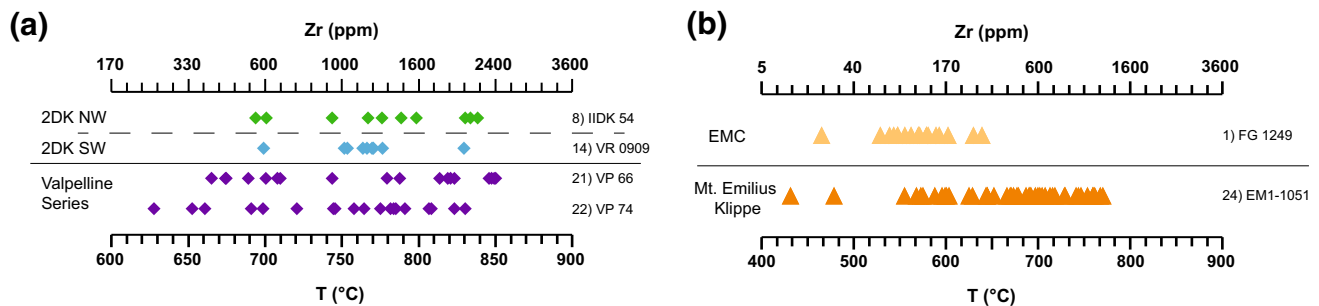 (a)
Zr (ppm)
170 330 600 1000 1600 2400 3600
2DK NW
8) IIDK 54
2DK SW
14) VR 0909
Valpelline
Series
21) VP 66
22) VP 74
600 650 700 750 800 850 900
T (°C)
(b)
Zr (ppm)
5 40 170 600 1600 3600
EMC
1) FG 1249
Mt. Emilius
Klippe
24) EM1-1051
400 500 600 700 800 900
T (°C)